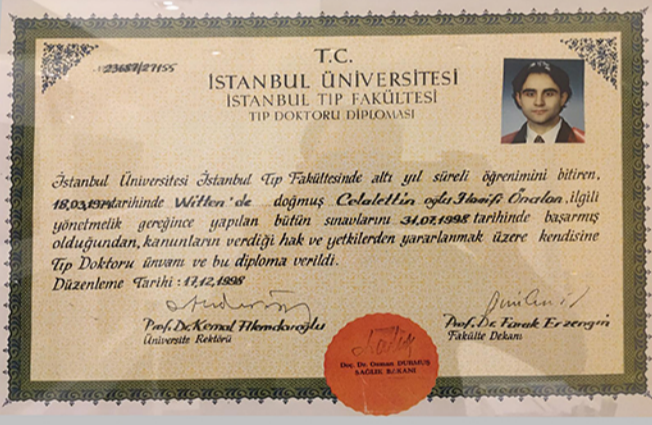 23687/27155
T.C.
İSTANBUL ÜNİVERSİTESİ
İSTANBUL TIP FAKÜLTESİ
TIP DOKTORU DİPLOMASI
İstanbul Üniversitesi İstanbul Tıp Fakültesinde altı yıl süreli öğrenimini bitiren,
tarihinde Witten'de doğmuş Celalettin oğlu Önalan, ilgili
yönetmelik gereğince yapılan bütün sınavlarını 31.07.1998 tarihinde başarmış
olduğundan, kanunların verdiği hak ve yetkilerden yararlanmak üzere kendisine
Tıp Doktoru ünvanı ve bu diploma verildi.
Düzenleme Tarihi : 17.12.1998
Prof. Dr. Kemal Alemdaroğlu
Üniversite Rektörü
Prof. Dr. Faruk Erzengin
Fakülte Dekanı
Doç. Dr. Osman DURMUŞ
SAĞLIK BAKANI